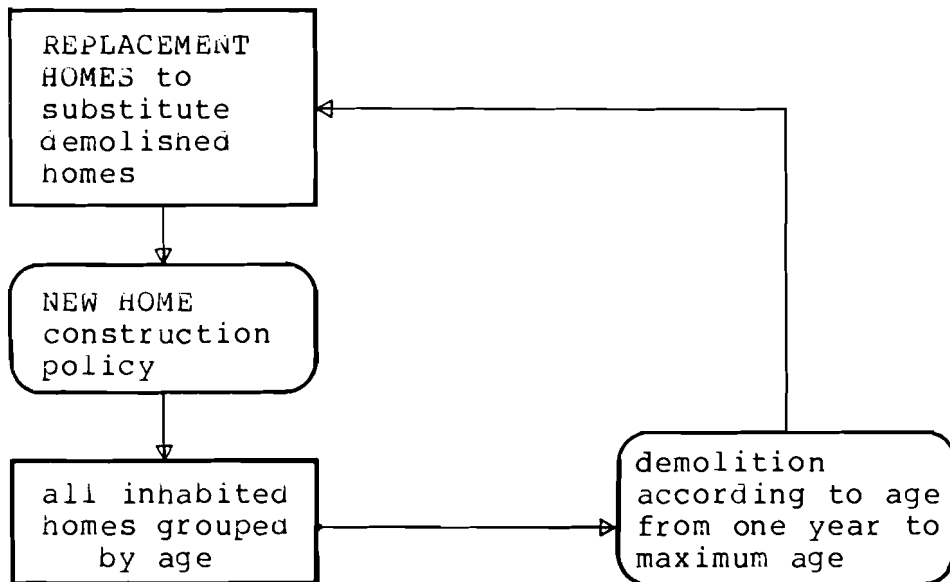 REPLACEMENT
HOMES to
substitute
demolished
homes
NEW HOME
construction
policy
all inhabited
homes grouped
by age
demolition
according to age
from one year to
maximum age